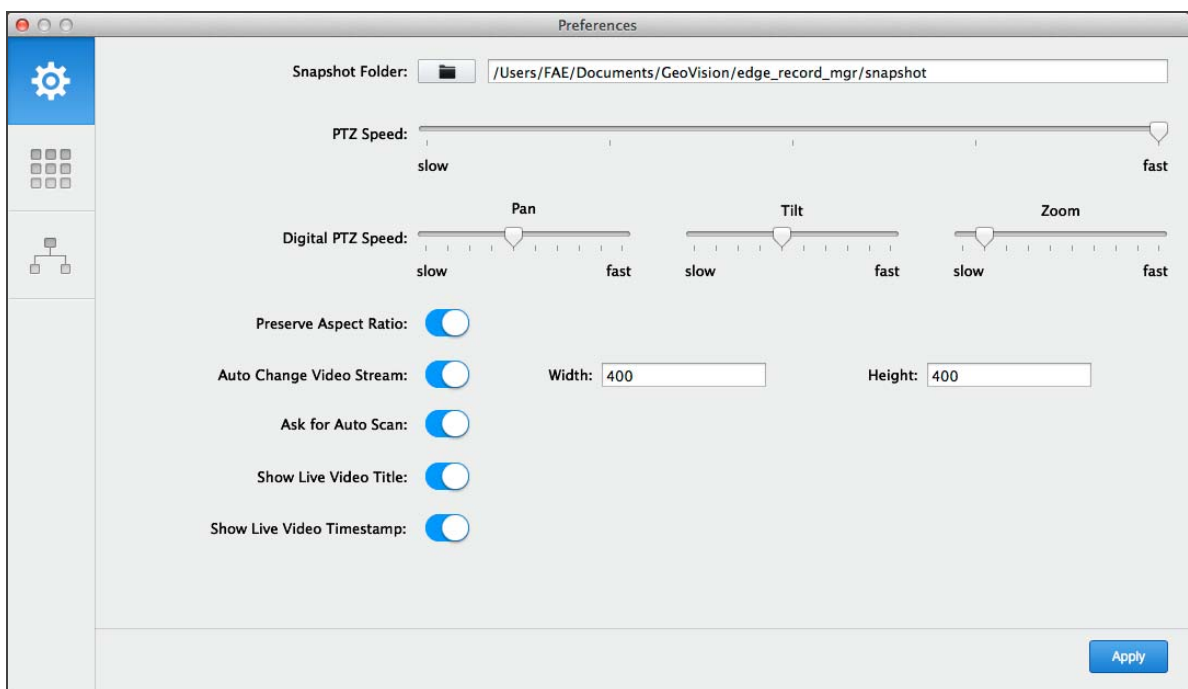 Preferences
Snapshot Folder: /Users/FAE/Documents/GeoVision/edge_record_mgr/snapshot
PTZ Speed:
slow fast
Pan Tilt Zoom
Digital PTZ Speed:
slow fast slow fast slow fast
Preserve Aspect Ratio:
Auto Change Video Stream: Width: 400 Height: 400
Ask for Auto Scan:
Show Live Video Title:
Show Live Video Timestamp:
Apply